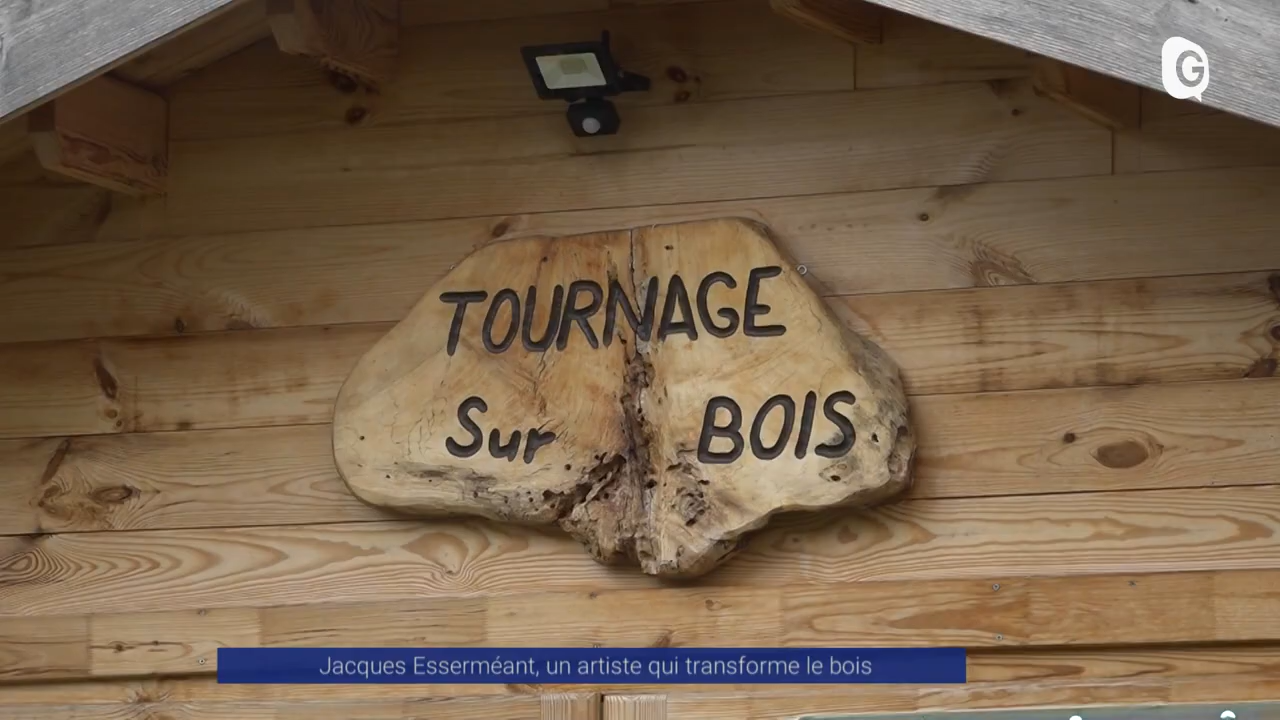 G
TOURNAGE
Sur BOIS
Jacques Esserméant, un artiste qui transforme le bois